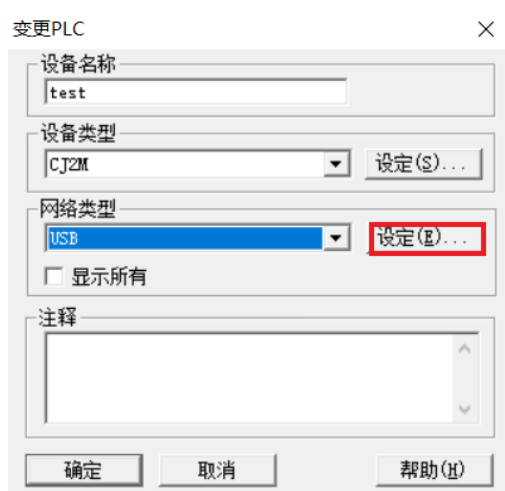 变更PLC
设备名称
test
设备类型
CJ2M
设定(S)...
网络类型
USB
设定(E)...
显示所有
注释
确定
取消
帮助(H)